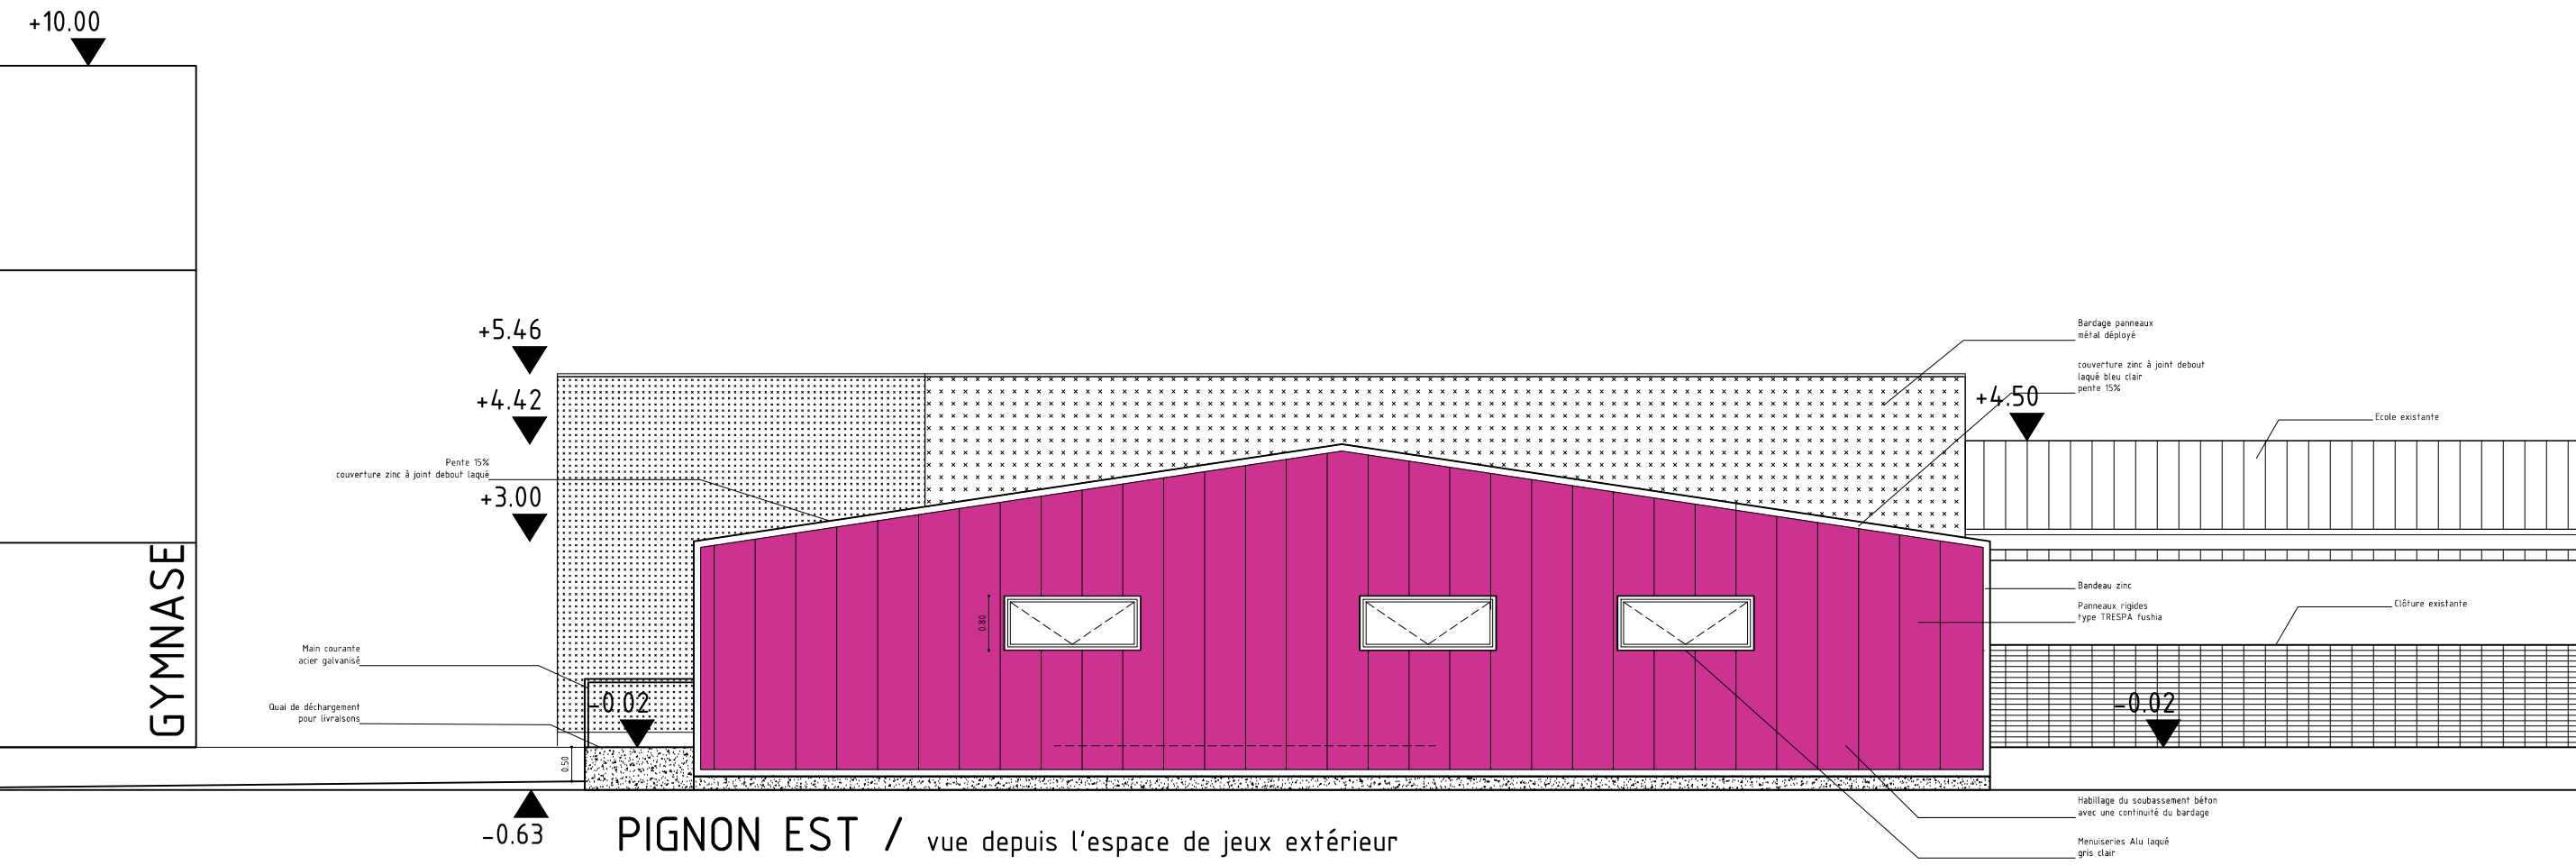 +10.00
GYMNASE
+5.46
+4.42
+3.00
Pente 15%
couverture zinc à joint debout laqué
Main courante
acier galvanisé
Quai de déchargement
pour livraisons
-0.02
0.50
-0.63
0.80
Bardage panneaux
métal déployé
couverture zinc à joint debout
laqué bleu clair
pente 15%
+4.50
Ecole existante
Bandeau zinc
Panneaux rigides
type TRESPA fushia
Clôture existante
-0.02
Habillage du soubassement béton
avec une continuité du bardage
Menuiseries Alu laqué
gris clair
PIGNON EST / vue depuis l'espace de jeux extérieur